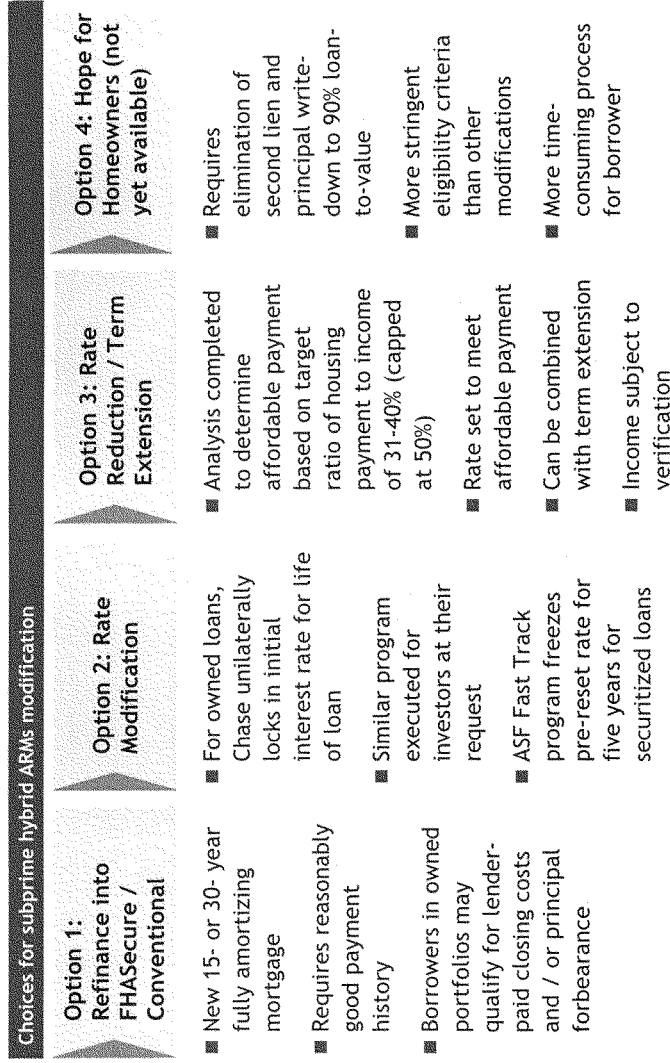 Choices for subprime hybrid ARMs modification
Option 1:
Refinance into
FHASecure /
Conventional
■ New 15- or 30- year
fully amortizing
mortgage
■ Requires reasonably
good payment
history
■ Borrowers in owned
portfolios may
qualify for lender-
paid closing costs
and / or principal
forbearance
Option 2: Rate
Modification
■ For owned loans,
Chase unilaterally
locks in initial
interest rate for life
of loan
■ Similar program
executed for
investors at their
request
■ ASF Fast Track
program freezes
pre-reset rate for
five years for
securitized loans
Option 3: Rate
Reduction / Term
Extension
■ Analysis completed
to determine
affordable payment
based on target
ratio of housing
payment to income
of 31-40% (capped
at 50%)
■ Rate set to meet
affordable payment
■ Can be combined
with term extension
■ Income subject to
verification
Option 4: Hope for
Homeowners (not
yet available)
■ Requires
elimination of
second lien and
principal write-
down to 90% loan-
to-value
■ More stringent
eligibility criteria
than other
modifications
■ More time-
consuming process
for borrower